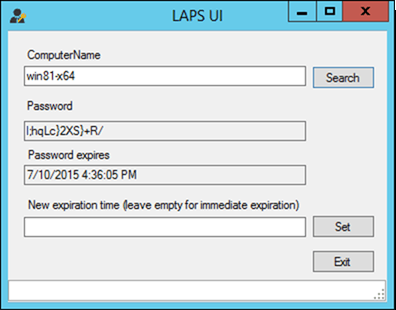 LAPS UI
ComputerName
win81-x64
Search
Password
l;hqLc}2XS}+R/
Password expires
7/10/2015 4:36:05 PM
New expiration time (leave empty for immediate expiration)
Set
Exit